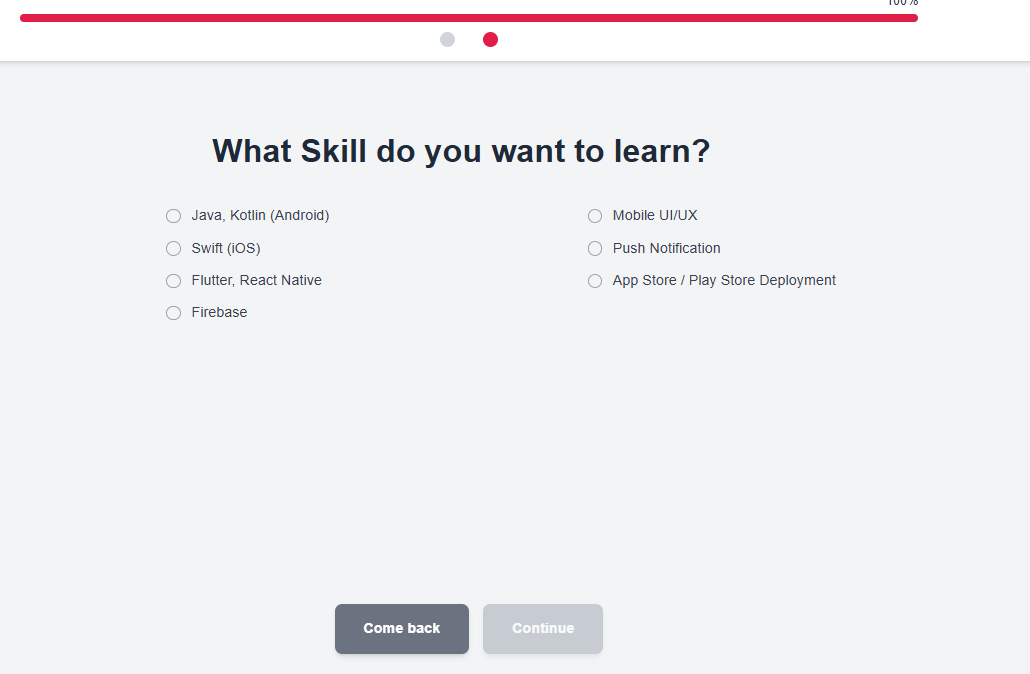 100%
What Skill do you want to learn?
Java, Kotlin (Android)
Mobile UI/UX
Swift (iOS)
Push Notification
Flutter, React Native
App Store / Play Store Deployment
Firebase
Come back
Continue